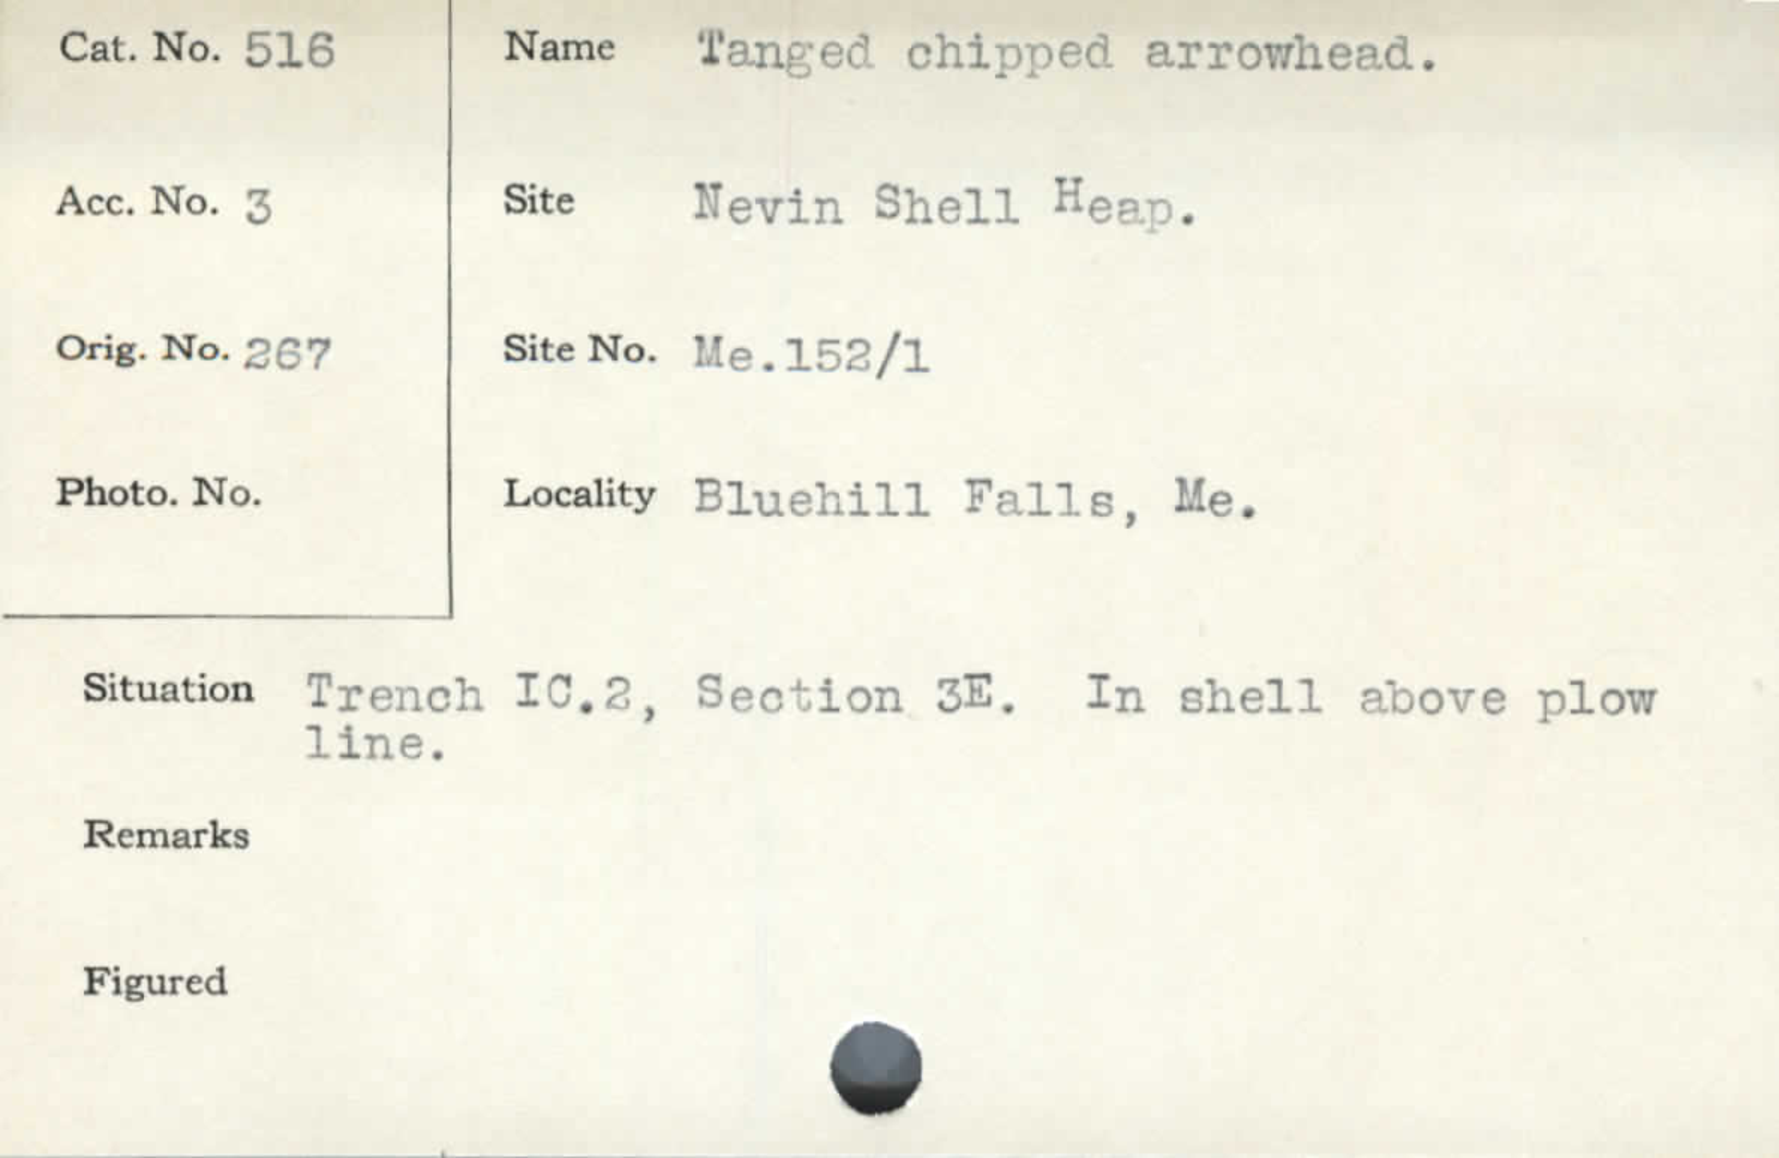 Cat. No. 516
Name Tanged chipped arrowhead.
Acc. No. 3
Site Nevin Shell Heap.
Orig. No. 267
Site No. Me.152/1
Photo. No.
Locality Bluehill Falls, Me.
Situation Trench IC.2, Section 3E. In shell above plow
line.
Remarks
Figured